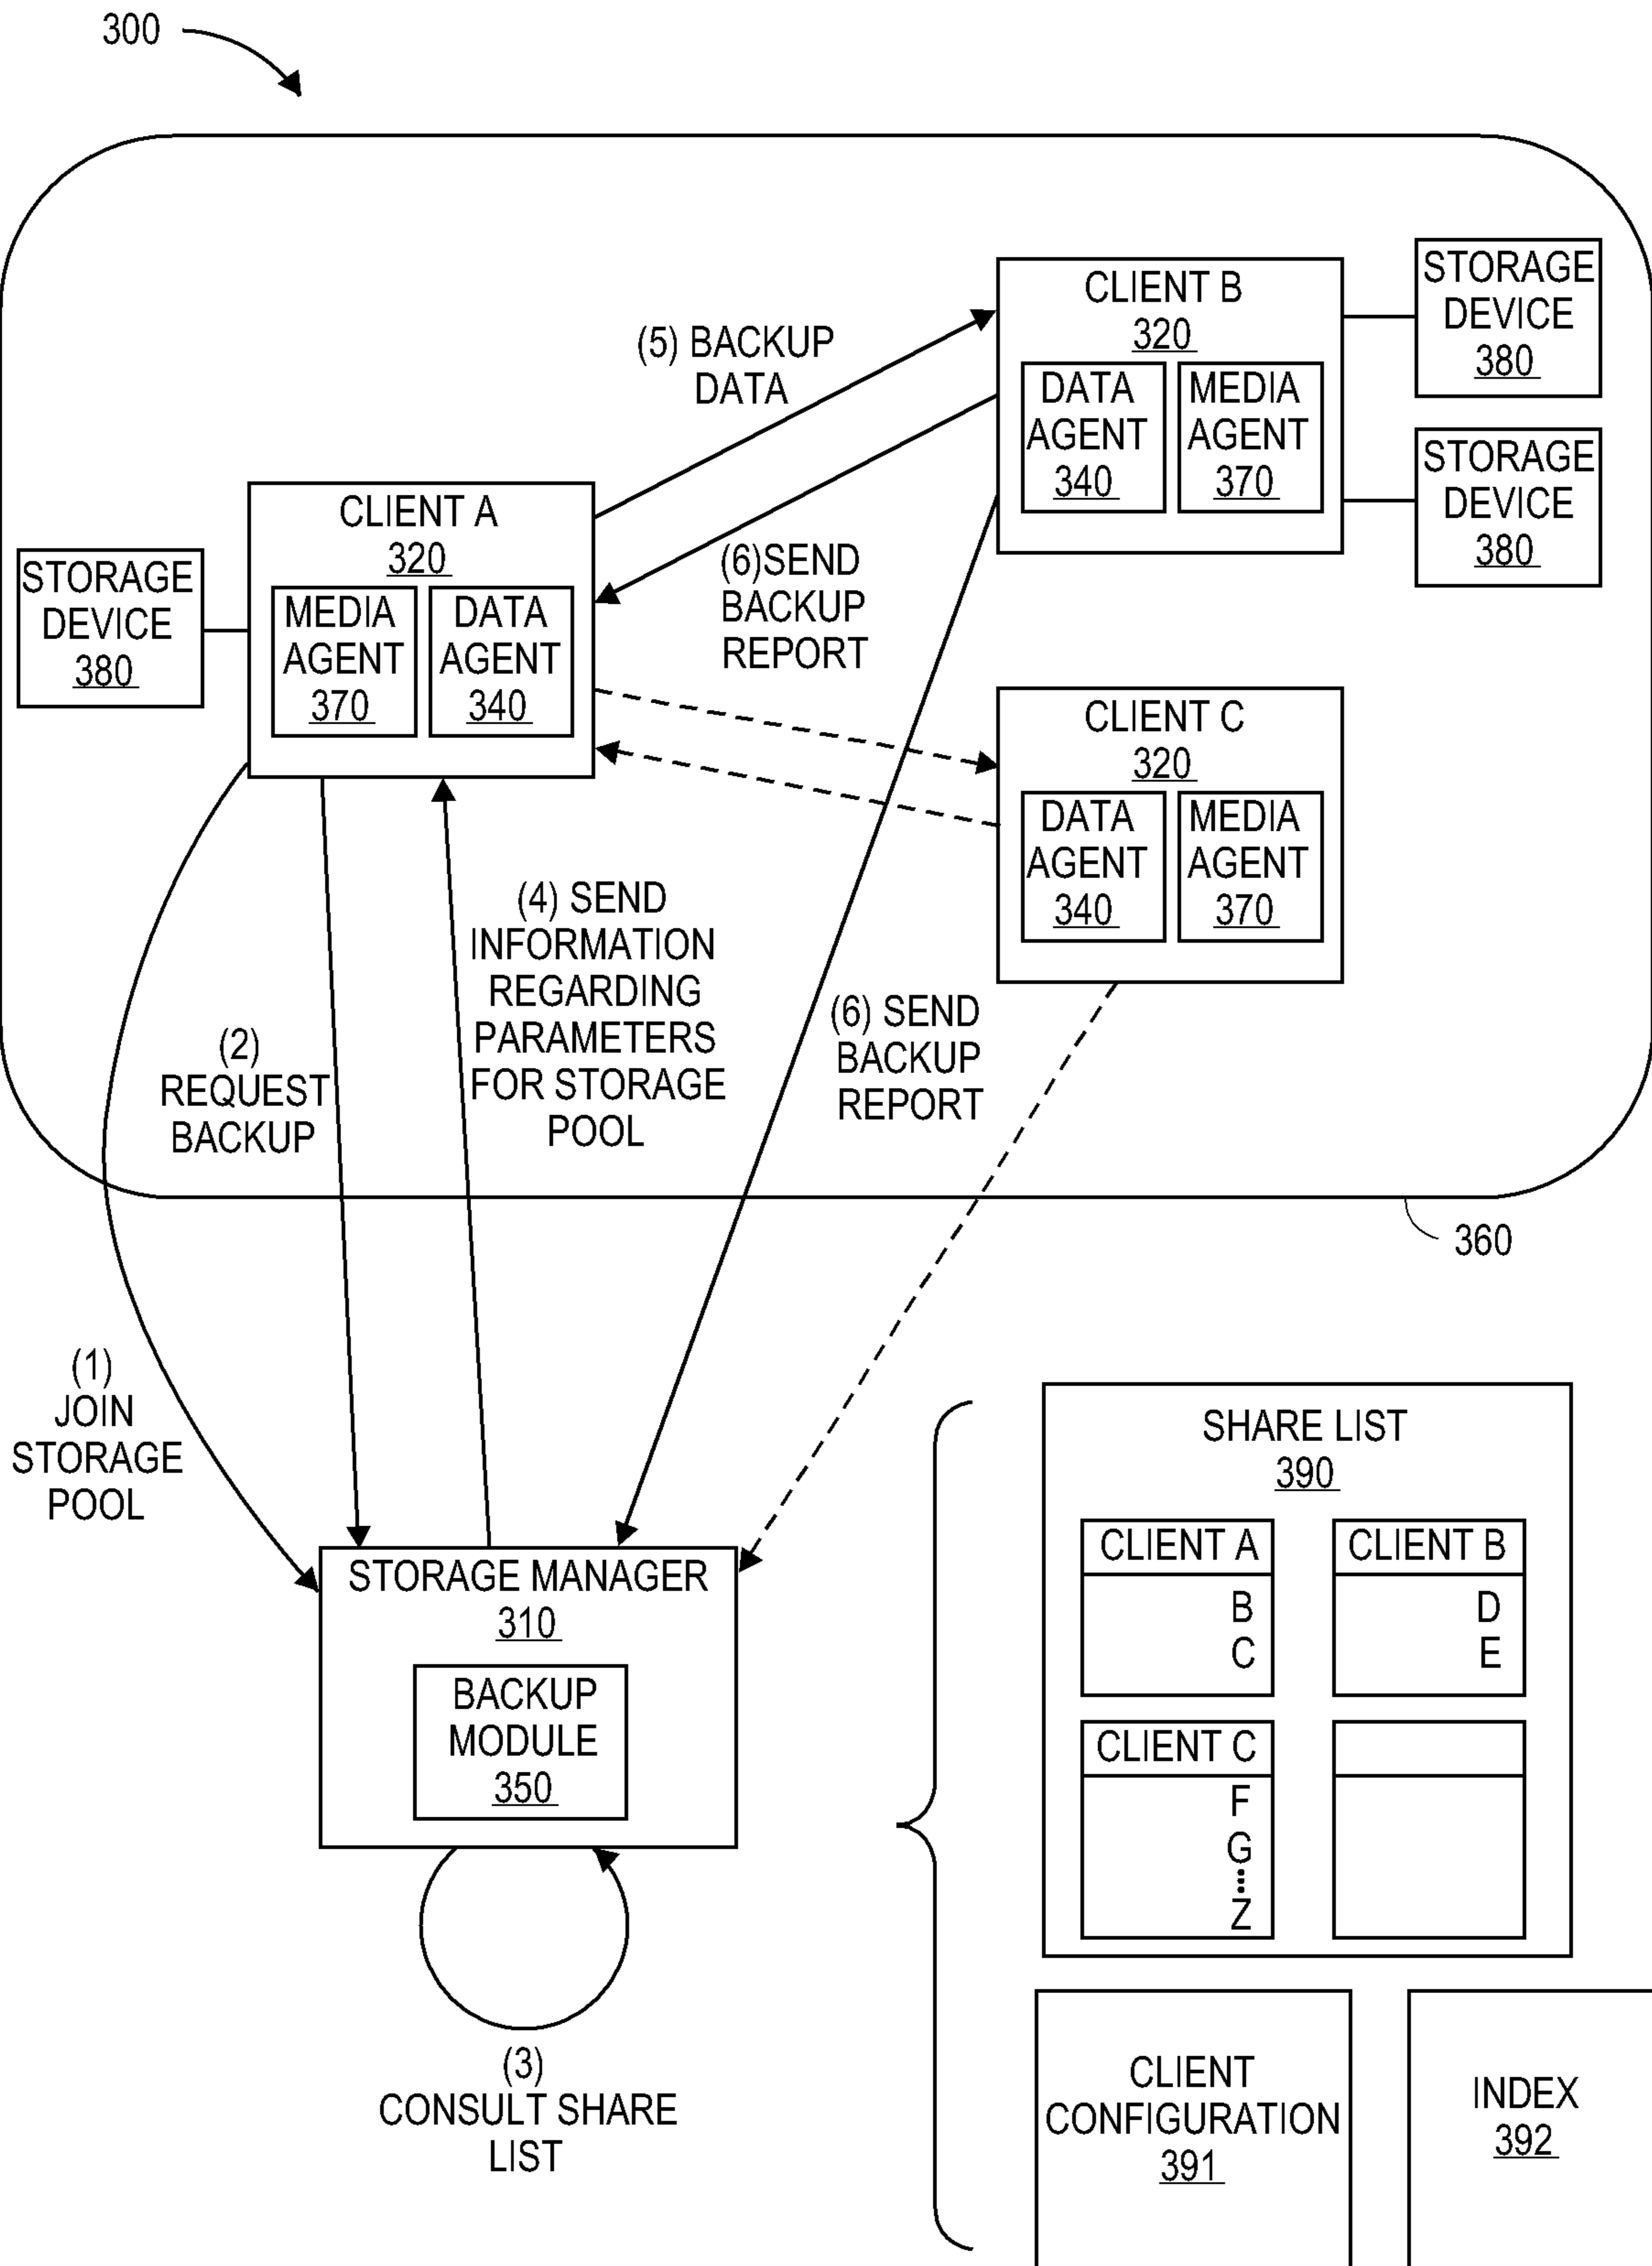 300
CLIENT B
320
DATA
AGENT
340
MEDIA
AGENT
370
STORAGE
DEVICE
380
STORAGE
DEVICE
380
(5) BACKUP
DATA
CLIENT A
320
MEDIA
AGENT
370
DATA
AGENT
340
STORAGE
DEVICE
380
(6)SEND
BACKUP
REPORT
CLIENT C
320
DATA
AGENT
340
MEDIA
AGENT
370
(4) SEND
INFORMATION
REGARDING
PARAMETERS
FOR STORAGE
POOL
(2)
REQUEST
BACKUP
(6) SEND
BACKUP
REPORT
360
(1)
JOIN
STORAGE
POOL
STORAGE MANAGER
310
BACKUP
MODULE
350
(3)
CONSULT SHARE
LIST
SHARE LIST
390
CLIENT A
B
C
CLIENT B
D
E
CLIENT C
F
G
⋮
Z
CLIENT
CONFIGURATION
391
INDEX
392